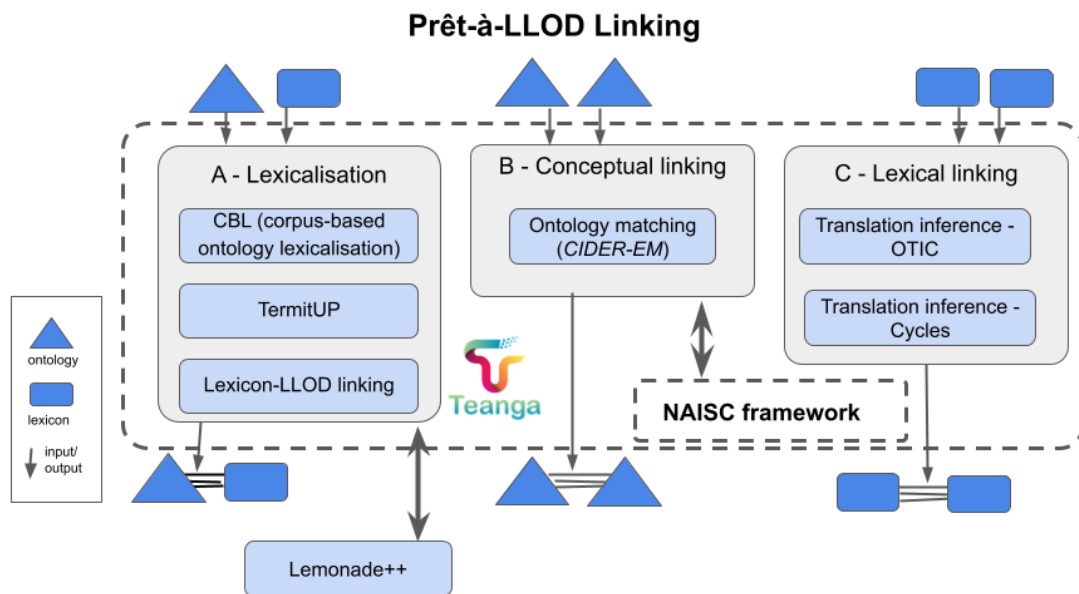 Prêt-à-LLOD Linking
A - Lexicalisation
CBL (corpus-based
ontology lexicalisation)
TermitUP
Lexicon-LLOD linking
B - Conceptual linking
Ontology matching
(CIDER-EM)
C - Lexical linking
Translation inference -
OTIC
Translation inference -
Cycles
Teanga
NAISC framework
ontology
lexicon
input/
output
Lemonade++